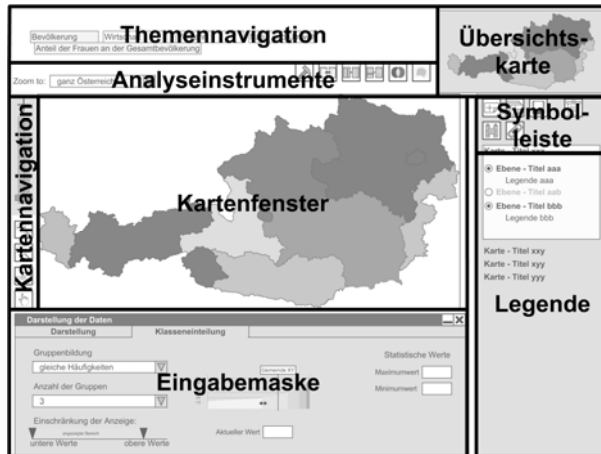 Themennavigation
Bevölkerung Wirtsch
Anteil der Frauen an der Gesamtbevölkerung
Übersichts-
karte
Zoom to: ganz Österreich
Analyseinstrumente
Symbol-
leiste
Kartennavigation
Kartenfenster
Karte - Titel
Ebene - Titel aaa
Legende aaa
Ebene - Titel aab
Ebene - Titel bbb
Legende bbb
Karte - Titel xxy
Karte - Titel xyy
Karte - Titel yyy
Legende
Darstellung der Daten
Darstellung Klasseneinteilung
Gruppenbildung
gleiche Häufigkeiten
Anzahl der Gruppen
3
Einschränkung der Anzeige:
untere Werte obere Werte
Eingabemaske
Aktueller Wert
Statistische Werte
Maximumwert
Minimumwert